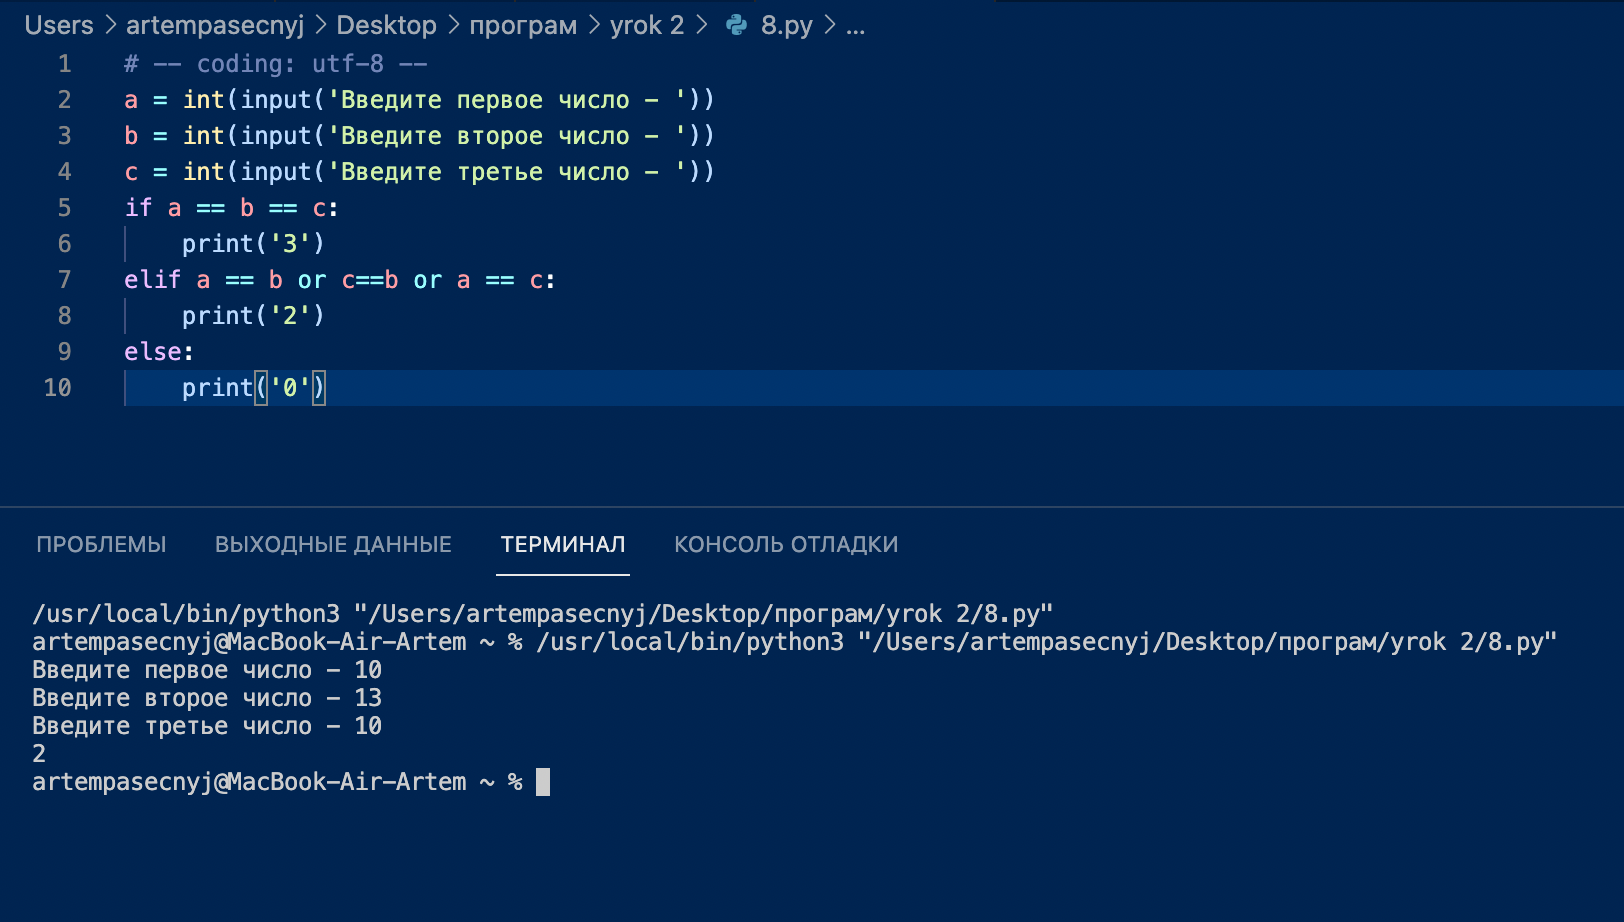 Users > artempasecnyj > Desktop > програм > yrok 2 > 8.py > ...
1 # -- coding: utf-8 --
2 a = int(input('Введите первое число - '))
3 b = int(input('Введите второе число - '))
4 c = int(input('Введите третье число - '))
5 if a == b == c:
6     print('3')
7 elif a == b or c==b or a == c:
8     print('2')
9 else:
10     print('0')
ПРОБЛЕМЫ ВЫХОДНЫЕ ДАННЫЕ ТЕРМИНАЛ КОНСОЛЬ ОТЛАДКИ
/usr/local/bin/python3 "/Users/artempasecnyj/Desktop/програм/yrok 2/8.py"
artempasecnyj@MacBook-Air-Artem ~ % /usr/local/bin/python3 "/Users/artempasecnyj/Desktop/програм/yrok 2/8.py"
Введите первое число - 10
Введите второе число - 13
Введите третье число - 10
2
artempasecnyj@MacBook-Air-Artem ~ %